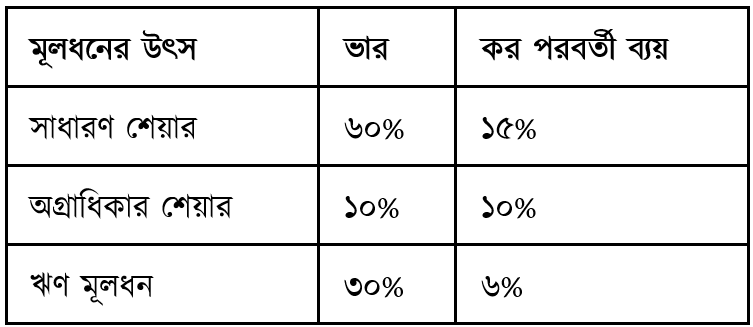 মূলধনের উৎস ভার কর পরবর্তী ব্যয়
সাধারণ শেয়ার ৬০% ১৫%
অগ্রাধিকার শেয়ার ১০% ১০%
ঋণ মূলধন ৩০% ৬%